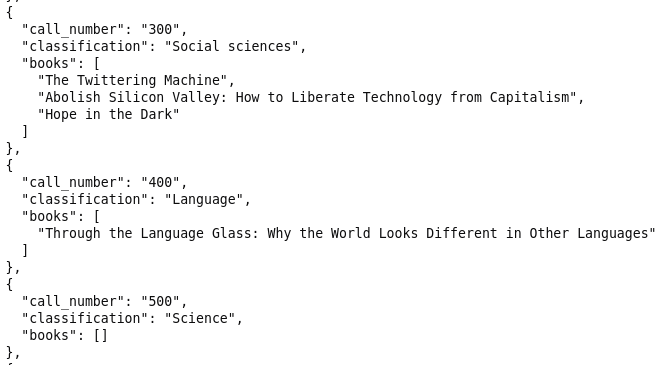 },
{
  "call_number": "300",
  "classification": "Social sciences",
  "books": [
    "The Twittering Machine",
    "Abolish Silicon Valley: How to Liberate Technology from Capitalism",
    "Hope in the Dark"
  ]
},
{
  "call_number": "400",
  "classification": "Language",
  "books": [
    "Through the Language Glass: Why the World Looks Different in Other Languages"
  ]
},
{
  "call_number": "500",
  "classification": "Science",
  "books": []
},
{